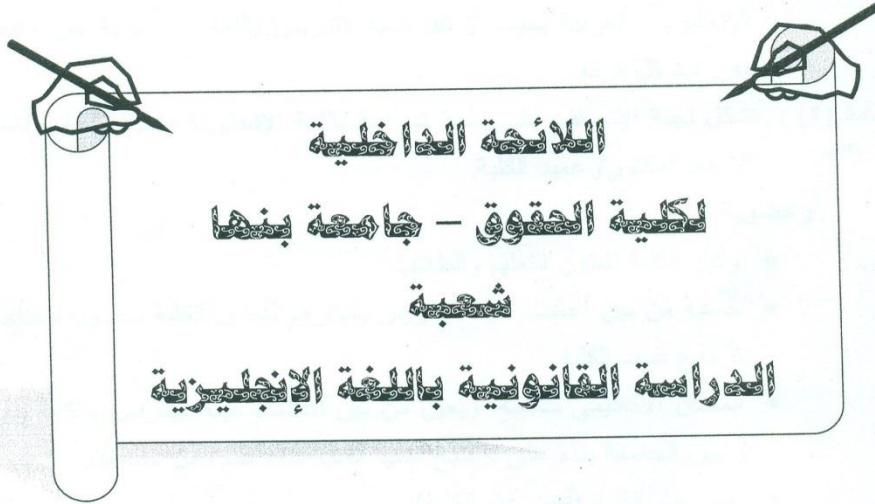 اللائحة الداخلية
لكلية الحقوق – جامعة بنها
شعبة
الدراسة القانونية باللغة الإنجليزية